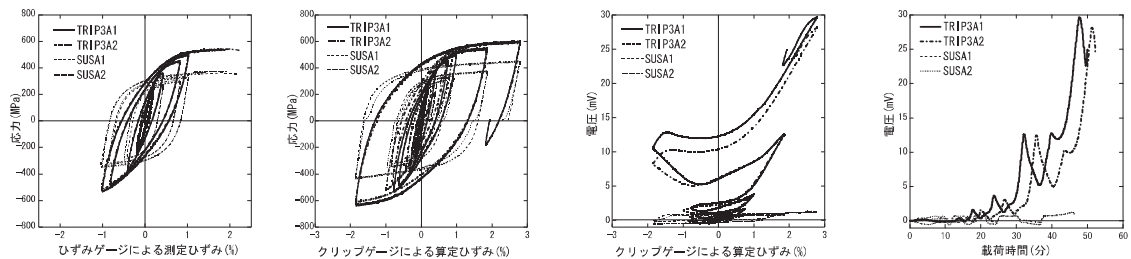 800
600
400
200
0
-200
-400
-600
-800
応力(MPa)
TRIP3A1
TRIP3A2
SUSA1
SUSA2
-2 -1 0 1 2 3
ひずみゲージによる測定ひずみ(%)
800
600
400
200
0
-200
-400
-600
-800
応力(MPa)
TRIP3A1
TRIP3A2
SUSA1
SUSA2
-3 -2 -1 0 1 2 3
クリップゲージによる算定ひずみ(%)
30
25
20
15
10
5
0
電圧(mV)
TRIP3A1
TRIP3A2
SUSA1
SUSA2
-3 -2 -1 0 1 2 3
クリップゲージによる算定ひずみ(%)
30
25
20
15
10
5
0
電圧(mV)
TRIP3A1
TRIP3A2
SUSA1
SUSA2
0 10 20 30 40 50 60
載荷時間(分)